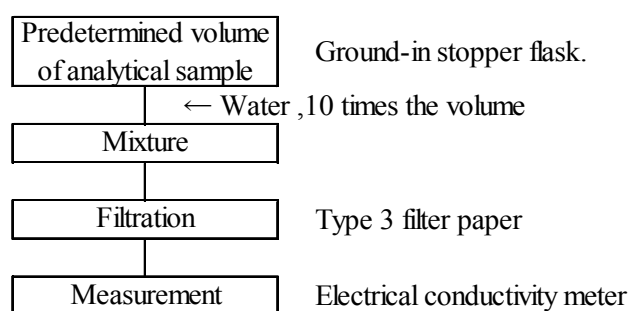 Predetermined volume
of analytical sample
Ground-in stopper flask.
← Water ,10 times the volume
Mixture
Filtration
Type 3 filter paper
Measurement
Electrical conductivity meter